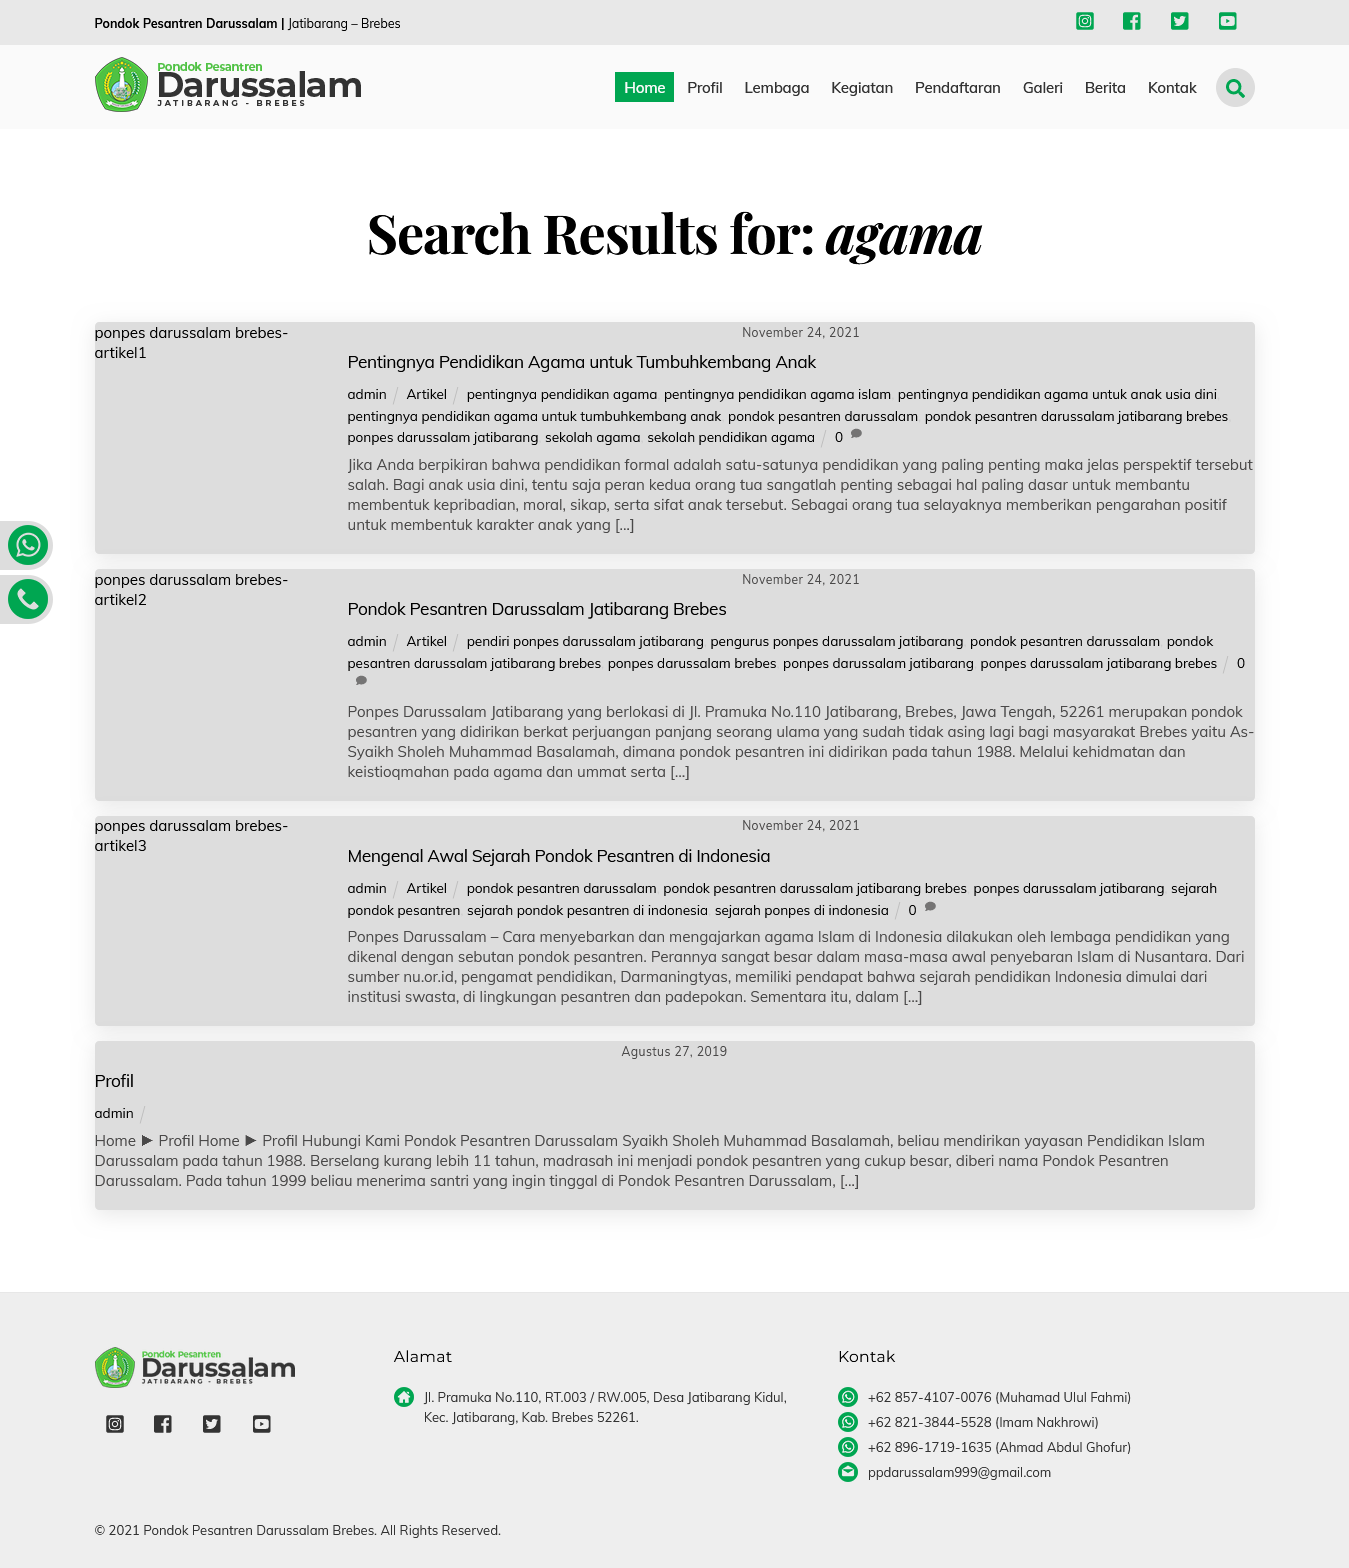 Pondok Pesantren Darussalam | Jatibarang – Brebes
Pondok Pesantren
Darussalam
JATIBARANG - BREBES
Home Profil Lembaga Kegiatan Pendaftaran Galeri Berita Kontak
Search Results for: agama
ponpes darussalam brebes-
artikel1
November 24, 2021
Pentingnya Pendidikan Agama untuk Tumbuhkembang Anak
admin / Artikel / pentingnya pendidikan agama pentingnya pendidikan agama islam pentingnya pendidikan agama untuk anak usia dini
pentingnya pendidikan agama untuk tumbuhkembang anak pondok pesantren darussalam pondok pesantren darussalam jatibarang brebes
ponpes darussalam jatibarang sekolah agama sekolah pendidikan agama / 0
Jika Anda berpikiran bahwa pendidikan formal adalah satu-satunya pendidikan yang paling penting maka jelas perspektif tersebut
salah. Bagi anak usia dini, tentu saja peran kedua orang tua sangatlah penting sebagai hal paling dasar untuk membantu
membentuk kepribadian, moral, sikap, serta sifat anak tersebut. Sebagai orang tua selayaknya memberikan pengarahan positif
untuk membentuk karakter anak yang [...]
ponpes darussalam brebes-
artikel2
November 24, 2021
Pondok Pesantren Darussalam Jatibarang Brebes
admin / Artikel / pendiri ponpes darussalam jatibarang pengurus ponpes darussalam jatibarang pondok pesantren darussalam pondok
pesantren darussalam jatibarang brebes ponpes darussalam brebes ponpes darussalam jatibarang ponpes darussalam jatibarang brebes / 0
Ponpes Darussalam Jatibarang yang berlokasi di Jl. Pramuka No.110 Jatibarang, Brebes, Jawa Tengah, 52261 merupakan pondok
pesantren yang didirikan berkat perjuangan panjang seorang ulama yang sudah tidak asing lagi bagi masyarakat Brebes yaitu As-
Syaikh Sholeh Muhammad Basalamah, dimana pondok pesantren ini didirikan pada tahun 1988. Melalui kehidmatan dan
keistioqmahan pada agama dan ummat serta [...]
ponpes darussalam brebes-
artikel3
November 24, 2021
Mengenal Awal Sejarah Pondok Pesantren di Indonesia
admin / Artikel / pondok pesantren darussalam pondok pesantren darussalam jatibarang brebes ponpes darussalam jatibarang sejarah
pondok pesantren sejarah pondok pesantren di indonesia sejarah ponpes di indonesia / 0
Ponpes Darussalam – Cara menyebarkan dan mengajarkan agama Islam di Indonesia dilakukan oleh lembaga pendidikan yang
dikenal dengan sebutan pondok pesantren. Perannya sangat besar dalam masa-masa awal penyebaran Islam di Nusantara. Dari
sumber nu.or.id, pengamat pendidikan, Darmaningtyas, memiliki pendapat bahwa sejarah pendidikan Indonesia dimulai dari
institusi swasta, di lingkungan pesantren dan padepokan. Sementara itu, dalam [...]
Agustus 27, 2019
Profil
admin /
Home ► Profil Home ► Profil Hubungi Kami Pondok Pesantren Darussalam Syaikh Sholeh Muhammad Basalamah, beliau mendirikan yayasan Pendidikan Islam
Darussalam pada tahun 1988. Berselang kurang lebih 11 tahun, madrasah ini menjadi pondok pesantren yang cukup besar, diberi nama Pondok Pesantren
Darussalam. Pada tahun 1999 beliau menerima santri yang ingin tinggal di Pondok Pesantren Darussalam, [...]
Pondok Pesantren
Darussalam
JATIBARANG - BREBES
Alamat
Jl. Pramuka No.110, RT.003 / RW.005, Desa Jatibarang Kidul,
Kec. Jatibarang, Kab. Brebes 52261.
Kontak
+62 857-4107-0076 (Muhamad Ulul Fahmi)
+62 821-3844-5528 (Imam Nakhrowi)
+62 896-1719-1635 (Ahmad Abdul Ghofur)
ppdarussalam999@gmail.com
© 2021 Pondok Pesantren Darussalam Brebes. All Rights Reserved.